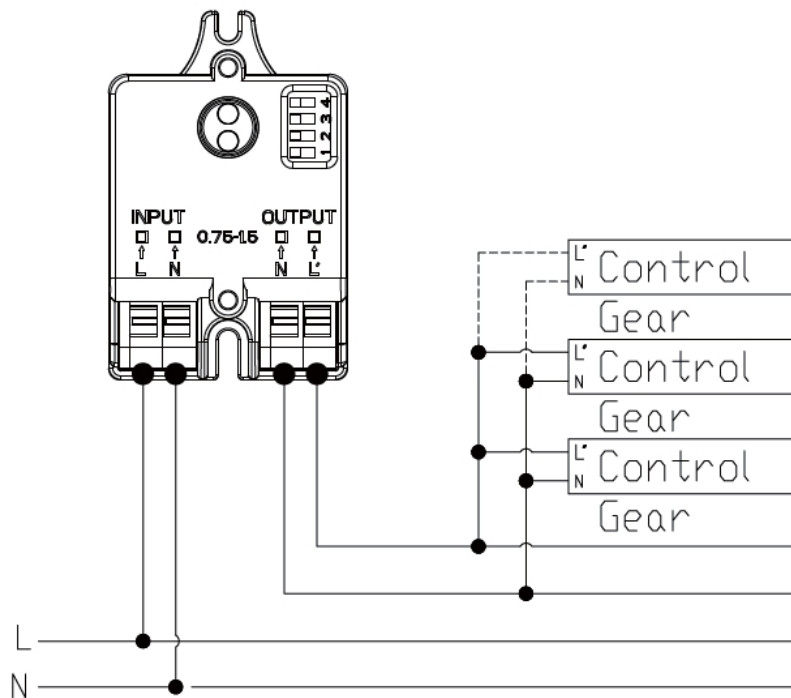 4
3
2
1
INPUT 0.75-1.5 OUTPUT
L N N L'
L' Control
N Gear
L' Control
N Gear
L' Control
N Gear
L
N